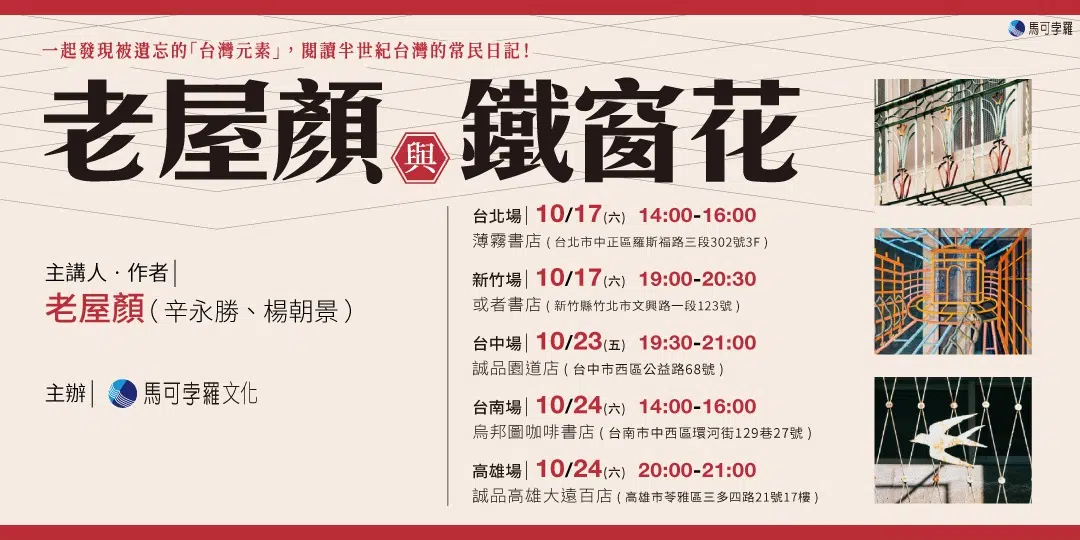 馬可孛羅
一起發現被遺忘的「台灣元素」，閱讀半世紀台灣的常民日記！
老屋顏與鐵窗花
主講人．作者｜
老屋顏（辛永勝、楊朝景）
主辦｜馬可孛羅文化
台北場｜10/17(六) 14:00-16:00
薄霧書店（台北市中正區羅斯福路三段302號3F）
新竹場｜10/17(六) 19:00-20:30
或者書店（新竹縣竹北市文興路一段123號）
台中場｜10/23(五) 19:30-21:00
誠品園道店（台中市西區公益路68號）
台南場｜10/24(六) 14:00-16:00
烏邦圖咖啡書店（台南市中西區環河街129巷27號）
高雄場｜10/24(六) 20:00-21:00
誠品高雄大遠百店（高雄市苓雅區三多四路21號17樓）